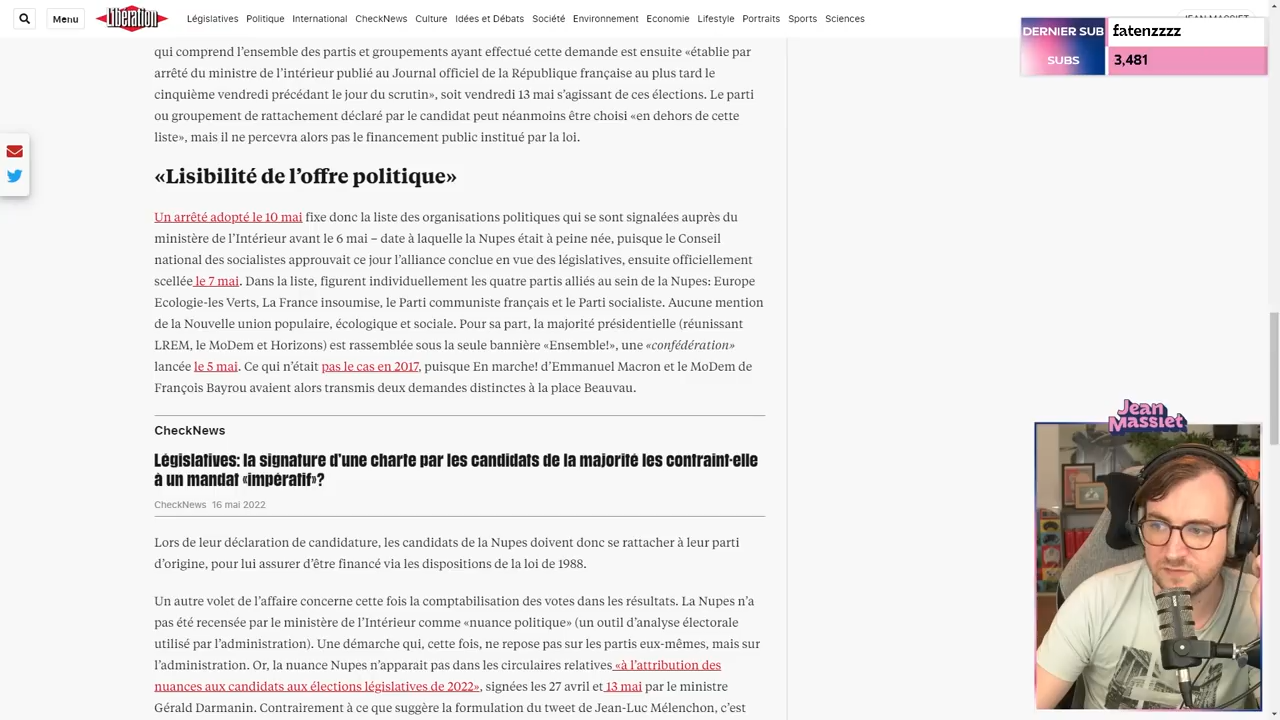 Menu
Libération
Législatives Politique International CheckNews Culture Idées et Débats Société Environnement Economie Lifestyle Portraits Sports Sciences
JEAN MASSIET
DERNIER SUB
fatenzzzz
SUBS
3,481
qui comprend l’ensemble des partis et groupements ayant effectué cette demande est ensuite «établie par
arrêté du ministre de l’intérieur publié au Journal officiel de la République française au plus tard le
cinquième vendredi précédant le jour du scrutin», soit vendredi 13 mai s’agissant de ces élections. Le parti
ou groupement de rattachement déclaré par le candidat peut néanmoins être choisi «en dehors de cette
liste», mais il ne percevra alors pas le financement public institué par la loi.
«Lisibilité de l’offre politique»
Un arrêté adopté le 10 mai fixe donc la liste des organisations politiques qui se sont signalées auprès du
ministère de l’Intérieur avant le 6 mai – date à laquelle la Nupes était à peine née, puisque le Conseil
national des socialistes approuvait ce jour l’alliance conclue en vue des législatives, ensuite officiellement
scellée le 7 mai. Dans la liste, figurent individuellement les quatre partis alliés au sein de la Nupes: Europe
Ecologie-les Verts, La France insoumise, le Parti communiste français et le Parti socialiste. Aucune mention
de la Nouvelle union populaire, écologique et sociale. Pour sa part, la majorité présidentielle (réunissant
LREM, le MoDem et Horizons) est rassemblée sous la seule bannière «Ensemble!», une «confédération»
lancée le 5 mai. Ce qui n’était pas le cas en 2017, puisque En marche! d’Emmanuel Macron et le MoDem de
François Bayrou avaient alors transmis deux demandes distinctes à la place Beauvau.
CheckNews
Législatives: la signature d’une charte par les candidats de la majorité les contraint-elle
à un mandat «impératif»?
CheckNews 16 mai 2022
Lors de leur déclaration de candidature, les candidats de la Nupes doivent donc se rattacher à leur parti
d’origine, pour lui assurer d’être financé via les dispositions de la loi de 1988.
Un autre volet de l’affaire concerne cette fois la comptabilisation des votes dans les résultats. La Nupes n’a
pas été recensée par le ministère de l’Intérieur comme «nuance politique» (un outil d’analyse électorale
utilisé par l’administration). Une démarche qui, cette fois, ne repose pas sur les partis eux-mêmes, mais sur
l’administration. Or, la nuance Nupes n’apparait pas dans les circulaires relatives «à l’attribution des
nuances aux candidats aux élections législatives de 2022», signées les 27 avril et 13 mai par le ministre
Gérald Darmanin. Contrairement à ce que suggère la formulation du tweet de Jean-Luc Mélenchon, c’est
Jean
Massiet